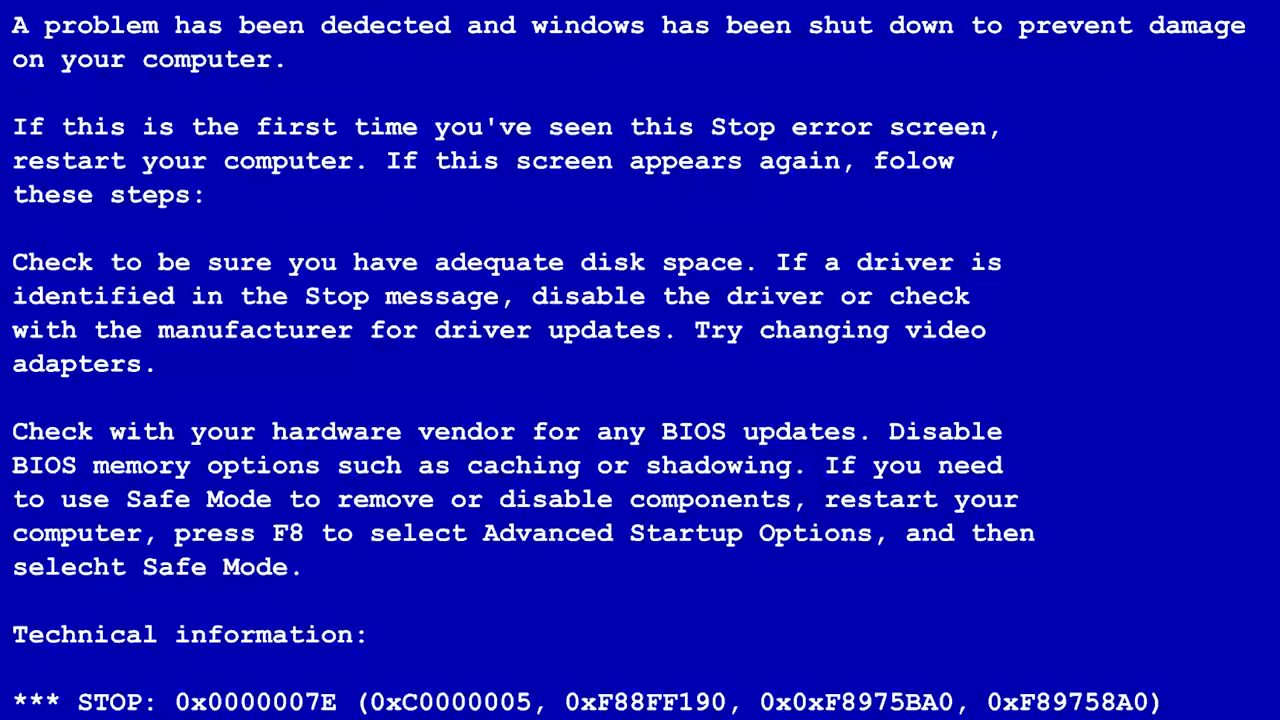 A problem has been dedected and windows has been shut down to prevent damage
on your computer.
If this is the first time you've seen this Stop error screen,
restart your computer. If this screen appears again, folow
these steps:
Check to be sure you have adequate disk space. If a driver is
identified in the Stop message, disable the driver or check
with the manufacturer for driver updates. Try changing video
adapters.
Check with your hardware vendor for any BIOS updates. Disable
BIOS memory options such as caching or shadowing. If you need
to use Safe Mode to remove or disable components, restart your
computer, press F8 to select Advanced Startup Options, and then
selecht Safe Mode.
Technical information:
*** STOP: 0x0000007E (0xC0000005, 0xF88FF190, 0x0xF8975BA0, 0xF89758A0)